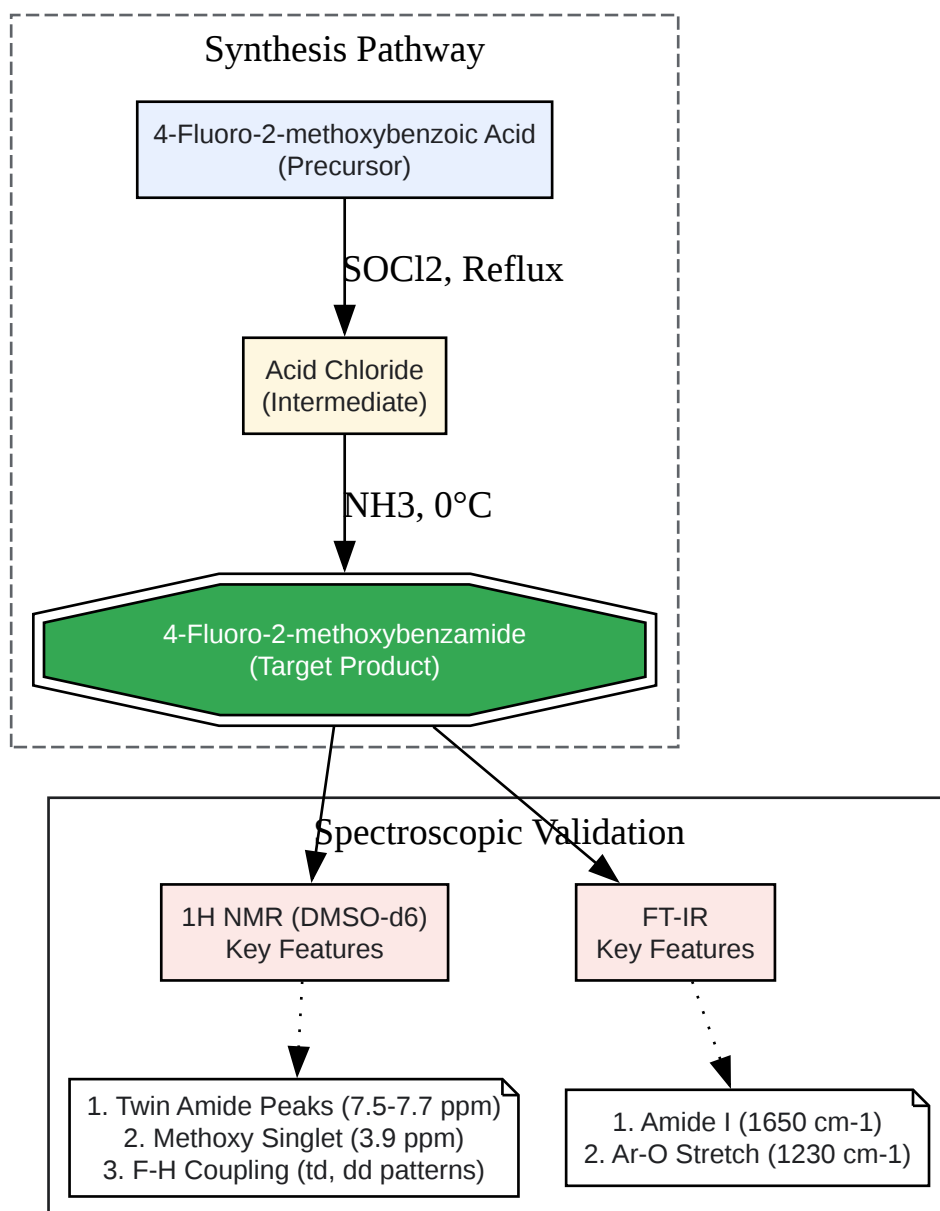 Synthesis Pathway
4-Fluoro-2-methoxybenzoic Acid
(Precursor)
SOCl2, Reflux
Acid Chloride
(Intermediate)
NH3, 0°C
4-Fluoro-2-methoxybenzamide
(Target Product)
Spectroscopic Validation
1H NMR (DMSO-d6)
Key Features
FT-IR
Key Features
1. Twin Amide Peaks (7.5-7.7 ppm)
2. Methoxy Singlet (3.9 ppm)
3. F-H Coupling (td, dd patterns)
1. Amide I (1650 cm-1)
2. Ar-O Stretch (1230 cm-1)